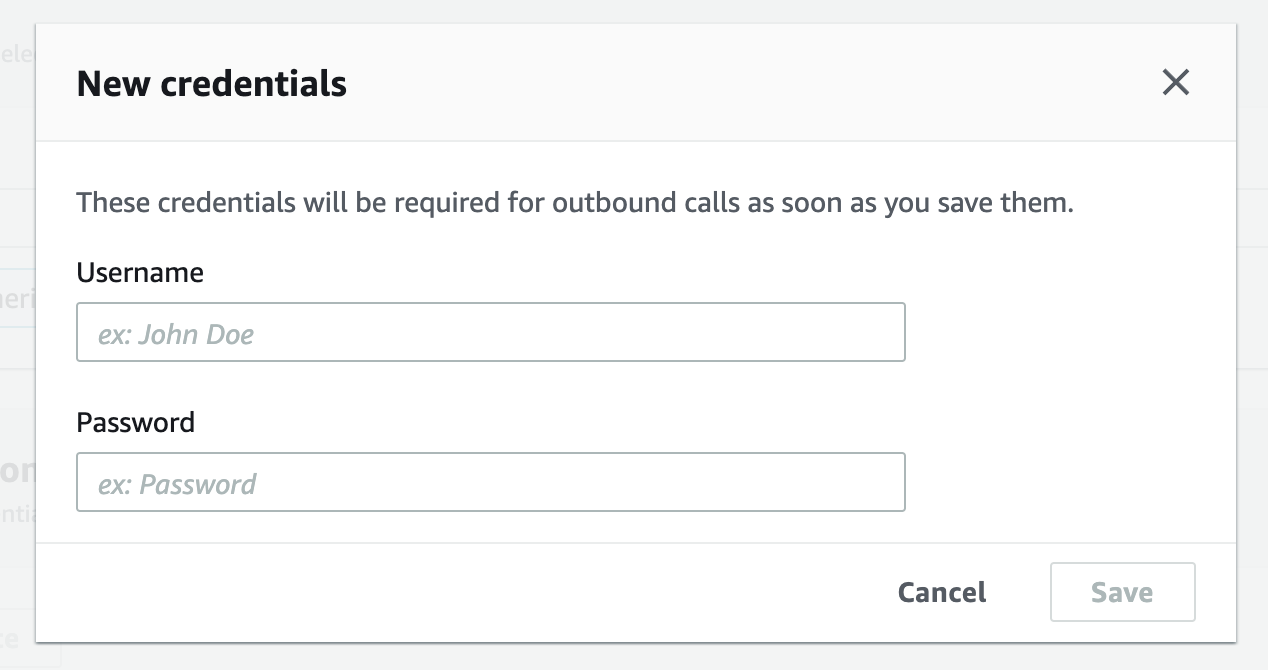 New credentials
These credentials will be required for outbound calls as soon as you save them.
Username
ex: John Doe
Password
ex: Password
Cancel
Save